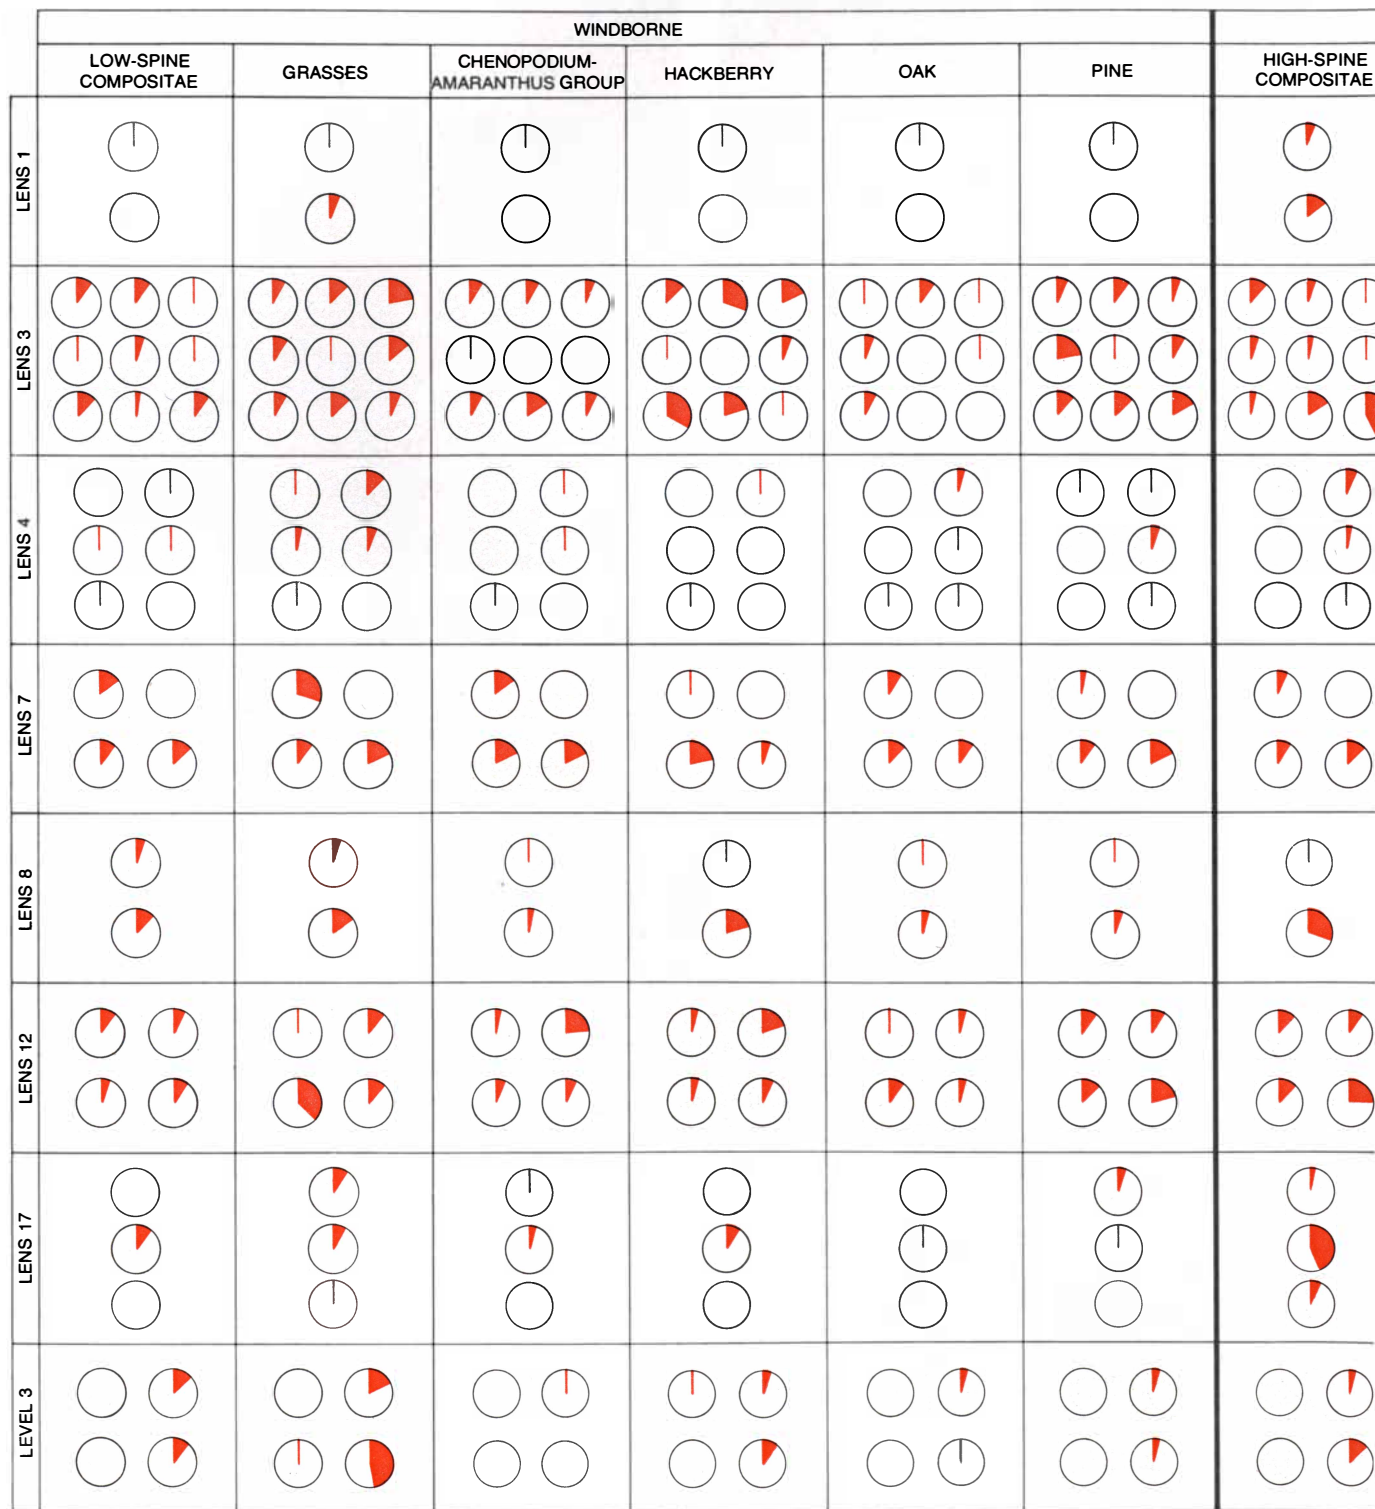 WINDBORNE
LOW-SPINE
COMPOSITAE
GRASSES
CHENOPODIUM-
AMARANTHUS GROUP
HACKBERRY
OAK
PINE
HIGH-SPINE
COMPOSITAE
LENS 1
LENS 3
LENS 4
LENS 7
LENS 8
LENS 12
LENS 17
LEVEL 3